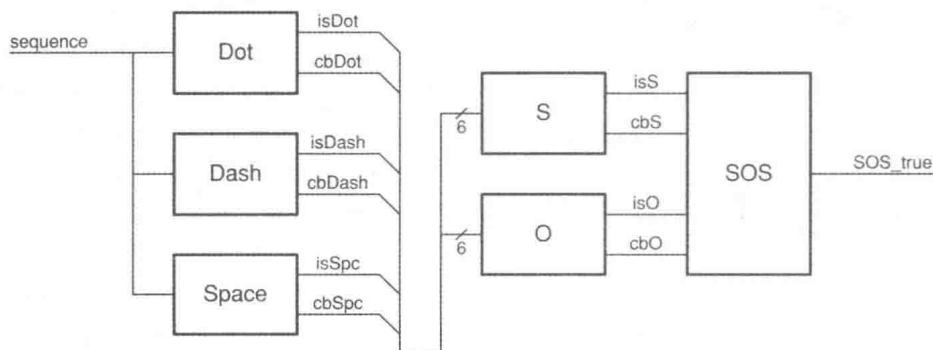 sequence
Dot
isDot
cbDot
Dash
isDash
cbDash
Space
isSpc
cbSpc
6
S
isS
cbS
6
O
isO
cbO
SOS
SOS_true